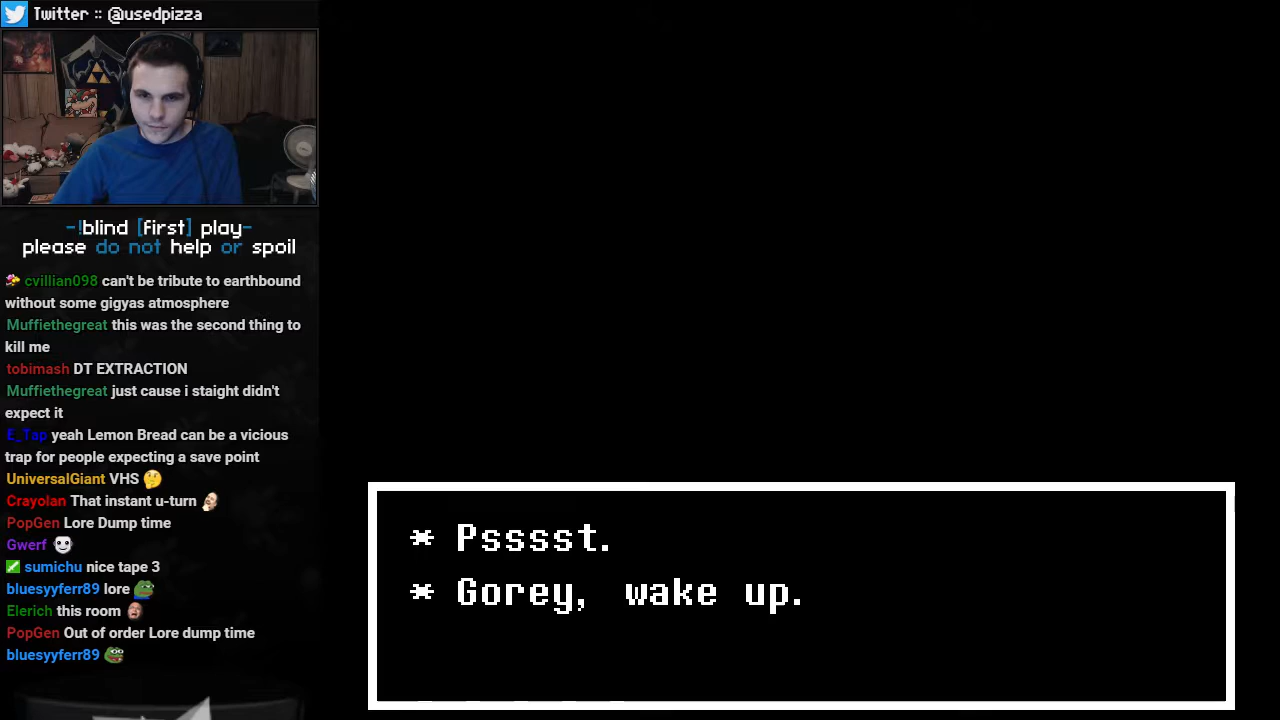 Twitter :: @usedpizza
-!blind [first] play-
please do not help or spoil
cvillian098 can't be tribute to earthbound
without some gigyas atmosphere
Muffiethegreat this was the second thing to
kill me
tobimash DT EXTRACTION
Muffiethegreat just cause i staight didn't
expect it
E_Tap yeah Lemon Bread can be a vicious
trap for people expecting a save point
UniversalGiant VHS
Crayolan That instant u-turn
PopGen Lore Dump time
Gwerf
sumichu nice tape 3
bluesyyferr89 lore
Elerich this room
PopGen Out of order Lore dump time
bluesyyferr89
* Psssst.
* Gorey, wake up.